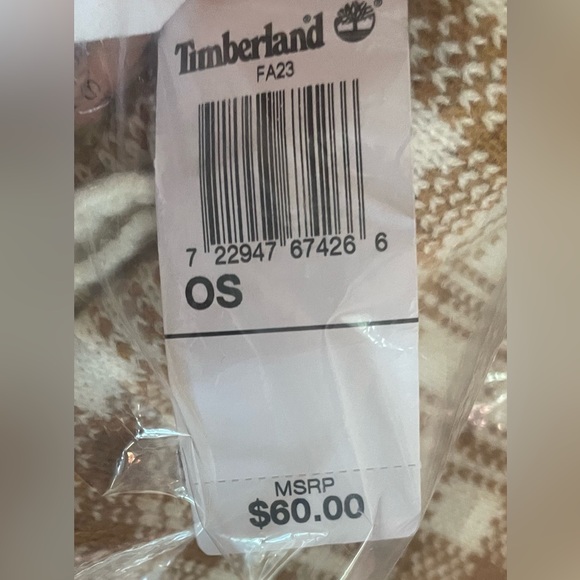 Timberland®
FA23
7 22947 67426 6
OS
MSRP
$60.00